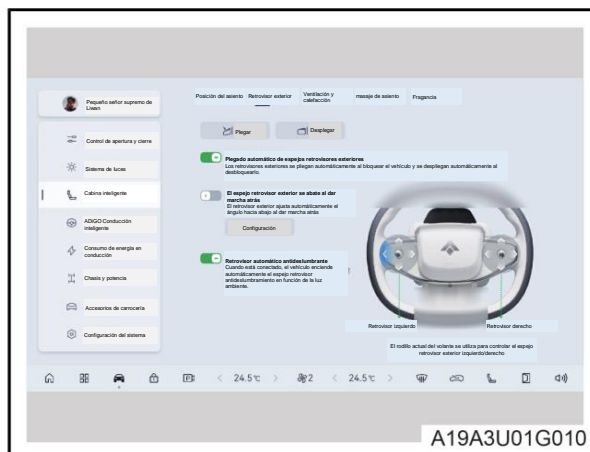 Pequeño señor supremo de
Liwan
Posición del asiento
Retrovisor exterior
Ventilación y
calefacción
masaje de asiento
Fragancia
Control de apertura y cierre
Sistema de luces
Cabina inteligente
ADiGO Conducción
inteligente
Consumo de energía en
conducción
Chasis y potencia
Accesorios de carrocería
Configuración del sistema
Plegar
Desplegar
Plegado automático de espejos retrovisores exteriores
Los retrovisores exteriores se pliegan automáticamente al bloquear el vehículo y se despliegan automáticamente al
desbloquearlo.
El espejo retrovisor exterior se abate al dar
marcha atrás
El retrovisor exterior ajusta automáticamente el
ángulo hacia abajo al dar marcha atrás
Configuración
Retrovisor automático antideslumbrante
Cuando está conectado, el vehículo enciende
automáticamente el espejo retrovisor
antideslumbramiento en función de la luz
ambiente.
Retrovisor izquierdo
Retrovisor derecho
El rodillo actual del volante se utiliza para controlar el espejo
retrovisor exterior izquierdo/derecho
24.5℃
2
24.5℃
A19A3U01G010